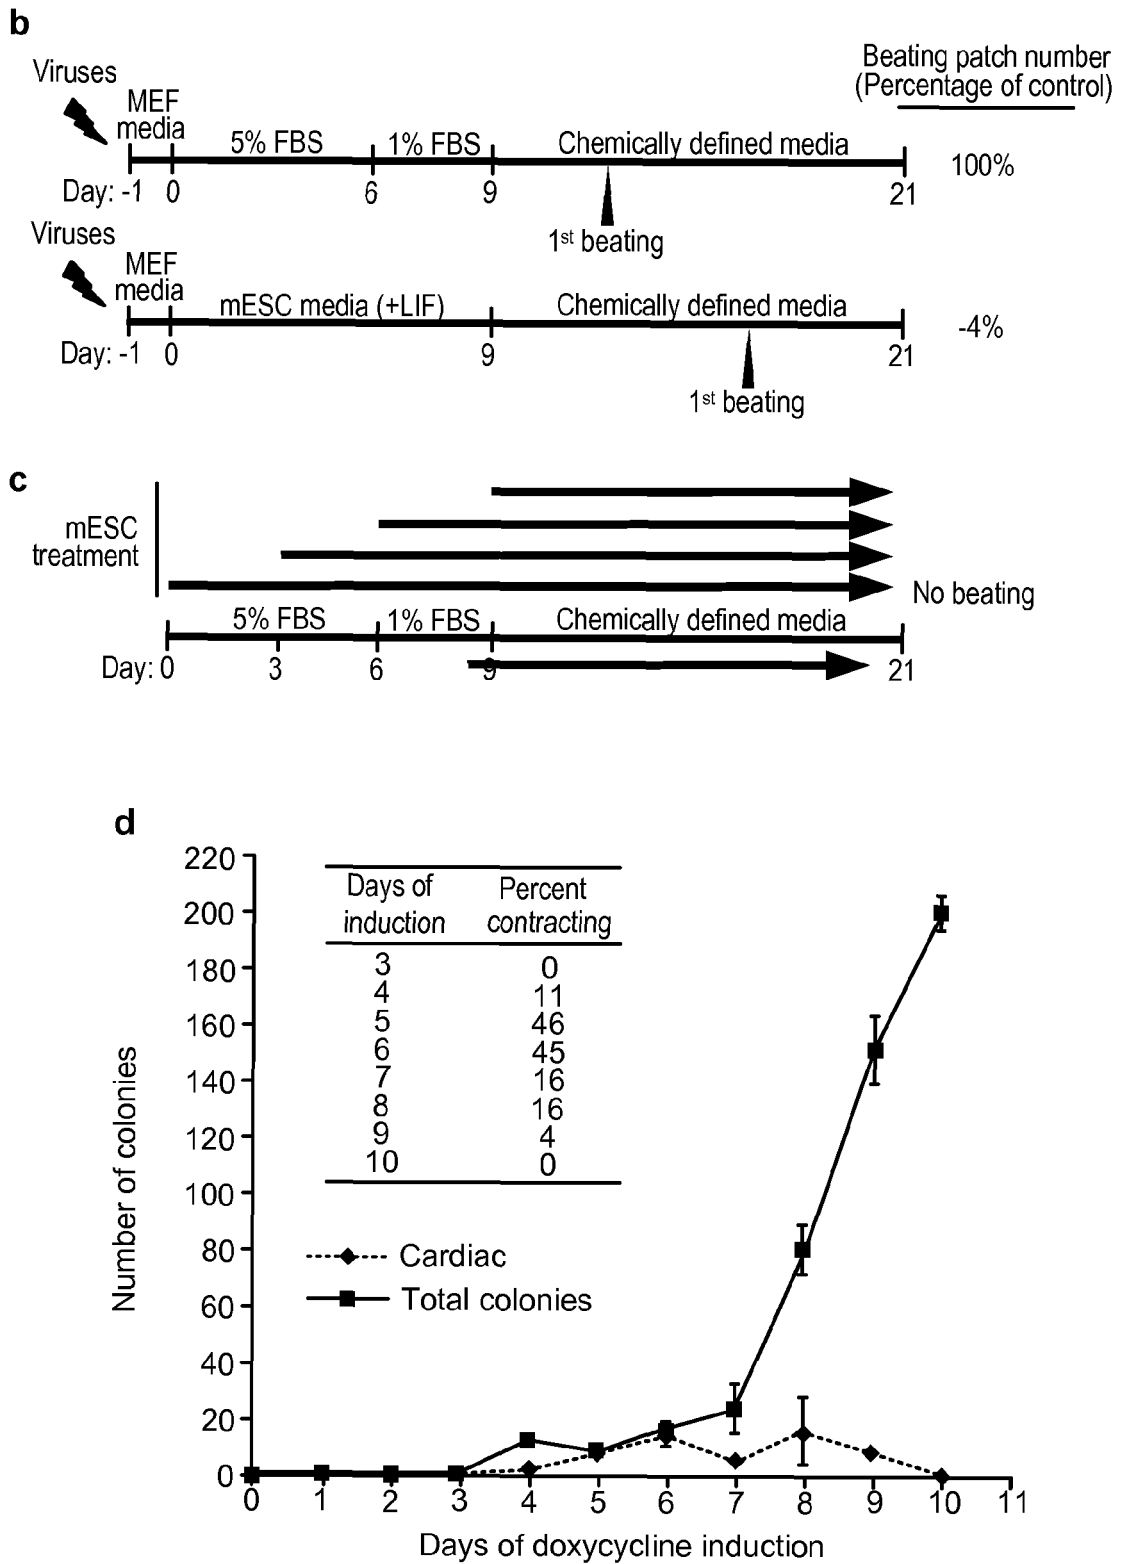 b
Beating patch number
(Percentage of control)
Viruses
MEF
media
5% FBS
1% FBS
Chemically defined media
100%
Day: -1 0 6 9 21
1st beating
Viruses
MEF
media
mESC media (+LIF)
Chemically defined media
-4%
Day: -1 0 9 21
1st beating
c
mESC
treatment
No beating
5% FBS
1% FBS
Chemically defined media
Day: 0 3 6 9 21
d
220
200
180
160
140
120
100
80
60
40
20
0
Number of colonies
Days of induction
Percent contracting
3 0
4 11
5 46
6 45
7 16
8 16
9 4
10 0
Cardiac
Total colonies
0 1 2 3 4 5 6 7 8 9 10 11
Days of doxycycline induction